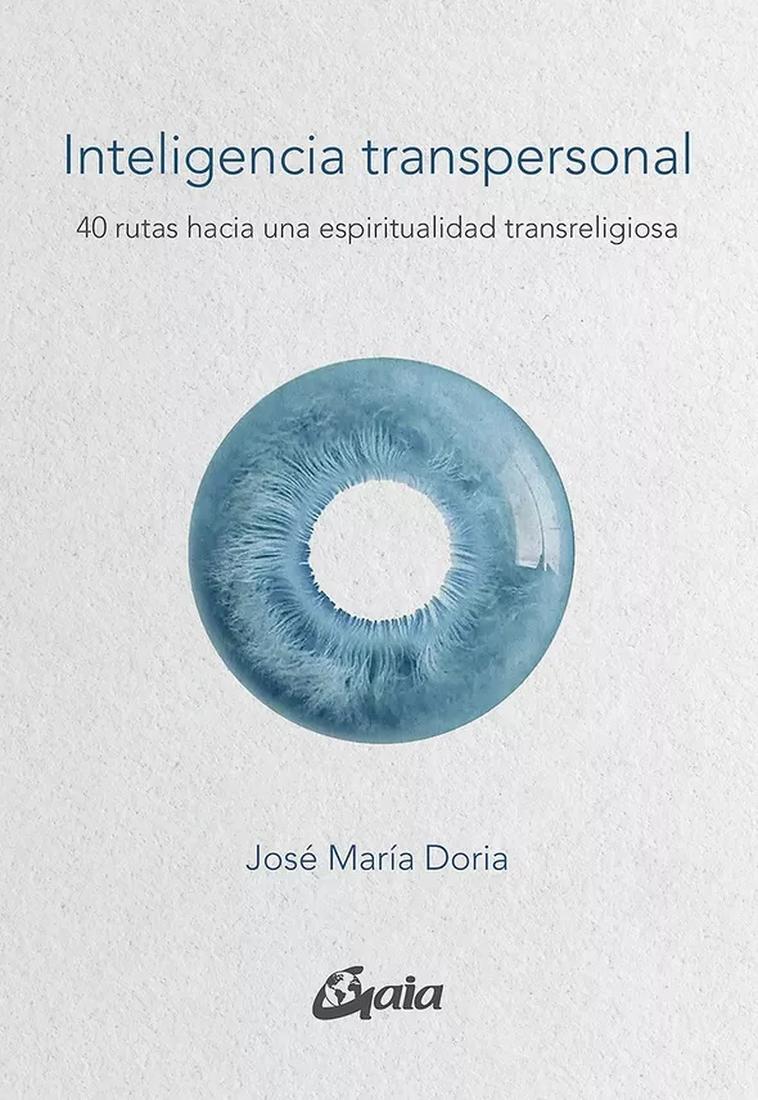 Inteligencia transpersonal
40 rutas hacia una espiritualidad transreligiosa
José María Doria
Gaia